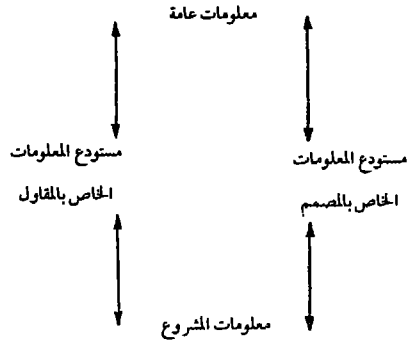 معلومات عامة
مستودع المعلومات
الخاص بالمصمم
مستودع المعلومات
الخاص بالمقاول
معلومات المشروع